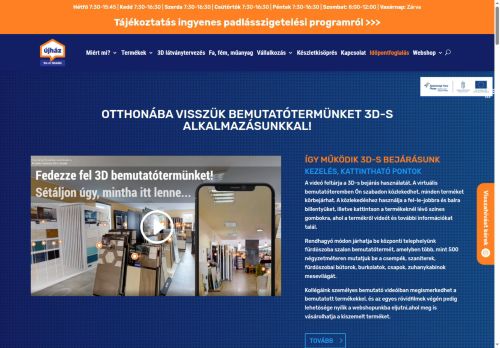 Hétfő 7:30-15:45 | Kedd 7:30-16:30 | Szerda 7:30-16:30 | Csütörtök 7:30-16:30 | Péntek 7:30-16:30 | Szombat: 8:00-12:00 | Vasárnap: Zárva
Tájékoztatás ingyenes padlásszigetelési programról >>>
újház
Miért mi? Termékek 3D látványtervezés Fa, fém, műanyag Vállalkozás Készletkisöprés Kapcsolat Időpontfoglalás Webshop
OTTHONÁBA VISSZÜK BEMUTATÓTERMÜNKET 3D-S
ALKALMAZÁSUNKKAL!
Fedezze fel 3D bemutatótermünket!
Sétáljon úgy, mintha itt lenne...
ÍGY MŰKÖDIK 3D-S BEJÁRÁSUNK
KEZELÉS, KATTINTHATÓ PONTOK
A videó feltárja a 3D-s bejárás használatát. A virtuális
bemutatóteremben Ön szabadon közlekedhet, minden terméket
körbejárhat. A közlekedéshez használja a fel-le-jobbra és balra
billentyűket, illetve kattintson a termékeknél lévő színes
gombokra, ahol a termékről videót és további információkat
talál.
Rendhagyó módon járhatja be központi telephelyünk
fürdőszoba szalon bemutatótermét, amelyen több, mint 500
négyzetméteren mutatjuk be a csempék, szaniterek,
fürdőszobai bútorok, burkolatok, csapok, zuhanykabinok
mesevilágát.
Kollégáink személyes bemutató videóiban megismerkedhet a
bemutatott termékekkel, és az egyes rövidfilmek végén pedig
lehetősége nyílik a webshopunkba eljutni,ahol meg is
vásárolhatja a kiszemelt terméket.
TOVÁBB
Visszahívást kérek